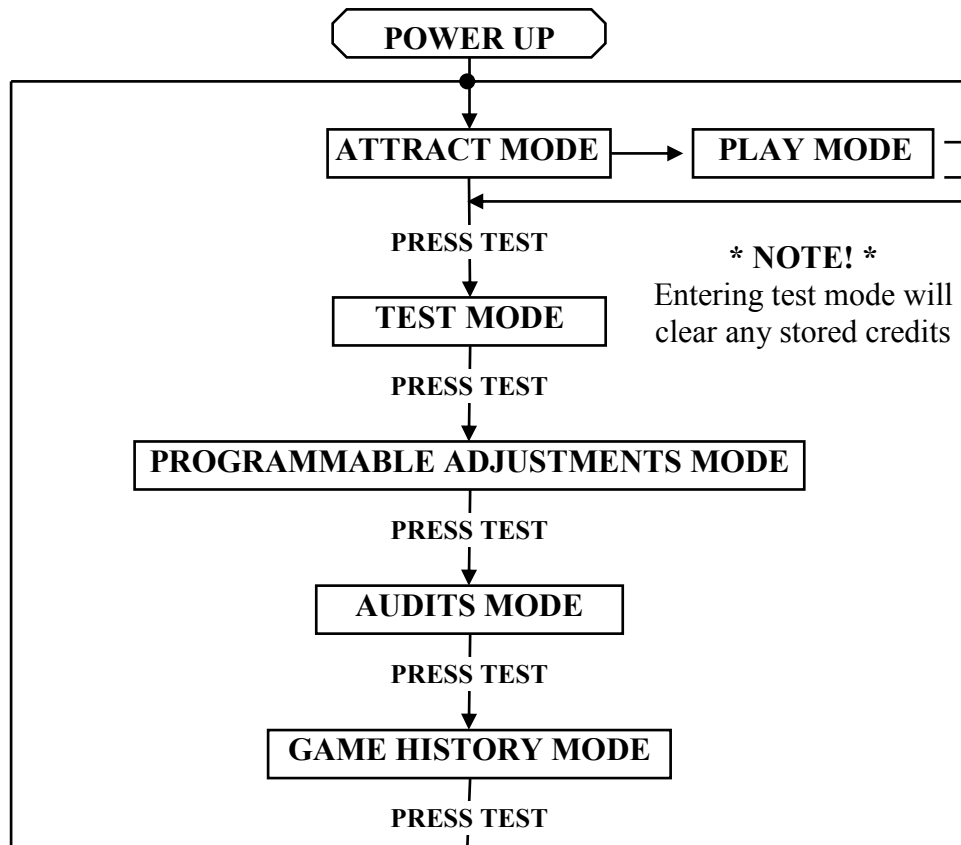 POWER UP
ATTRACT MODE
PLAY MODE
PRESS TEST
* NOTE! *
Entering test mode will
clear any stored credits
TEST MODE
PRESS TEST
PROGRAMMABLE ADJUSTMENTS MODE
PRESS TEST
AUDITS MODE
PRESS TEST
GAME HISTORY MODE
PRESS TEST